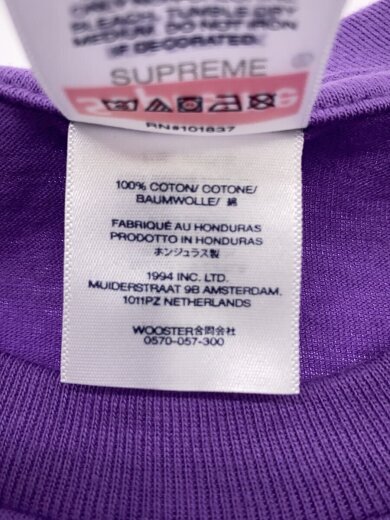 BLEACH. TUMBLE DRY
MEDIUM. DO NOT IRON
IF DECORATED.
SUPREME
RN#101837
100% COTON/ COTONE/
BAUMWOLLE/ 綿
FABRIQUÉ AU HONDURAS
PRODOTTO IN HONDURAS
ホンジュラス製
1994 INC. LTD.
MUIDERSTRAAT 9B AMSTERDAM,
1011PZ NETHERLANDS
WOOSTER合同会社
0570-057-300